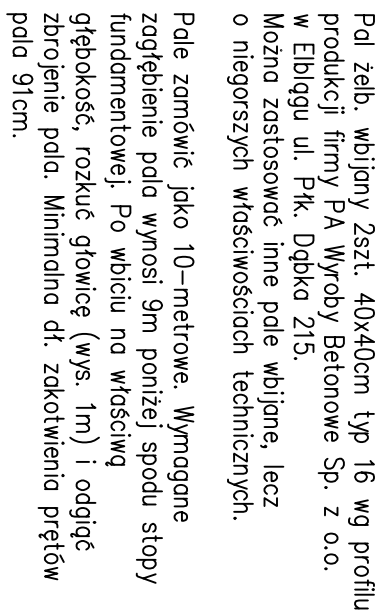 Pal żelb. wbijany 2szt. 40x40cm typ 16 wg profilu
produkcji firmy PA Wyroby Betonowe Sp. z o.o.
w Elblągu ul. Płk. Dąbka 215.
Można zastosować inne pale wbijane, lecz
o niegorszych właściwościach technicznych.
Pale zamówić jako 10-metrowe. Wymagane
zagłębienie pala wynosi 9m poniżej spodu stopy
fundamentowej. Po wbiciu na właściwą
głębokość, rozkuć głowicę (wys. 1m) i odgiąć
zbrojenie pala. Minimalna dł. zakotwienia prętów
pala 91cm.